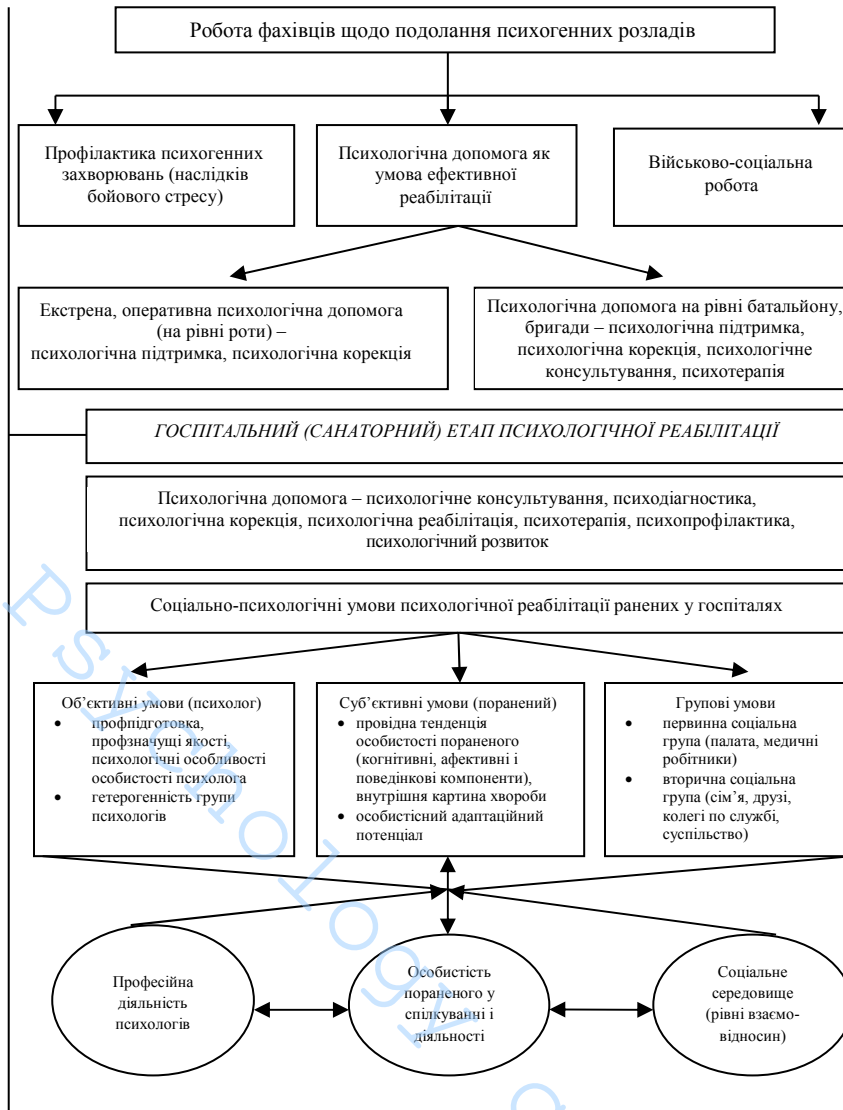 Робота фахівців щодо подолання психогенних розладів
Профілактика психогенних
захворювань (наслідків
бойового стресу)
Психологічна допомога як
умова ефективної
реабілітації
Військово-соціальна
робота
Екстрена, оперативна психологічна допомога
(на рівні роти) –
психологічна підтримка, психологічна корекція
Психологічна допомога на рівні батальйону,
бригади – психологічна підтримка,
психологічна корекція, психологічне
консультування, психотерапія
ГОСПІТАЛЬНИЙ (САНАТОРНИЙ) ЕТАП ПСИХОЛОГІЧНОЇ РЕАБІЛІТАЦІЇ
Психологічна допомога – психологічне консультування, психодіагностика,
психологічна корекція, психологічна реабілітація, психотерапія, психопрофілактика,
психологічний розвиток
Соціально-психологічні умови психологічної реабілітації ранених у госпіталях
Об’єктивні умови (психолог)
• профпідготовка,
профзначущі якості,
психологічні особливості
особистості психолога
• гетерогенність групи
психологів
Суб’єктивні умови (поранений)
• провідна тенденція
особистості пораненого
(когнітивні, афективні і
поведінкові компоненти),
внутрішня картина хвороби
• особистісний адаптаційний
потенціал
Групові умови
• первинна соціальна
група (палата, медичні
робітники)
• вторична соціальна
група (сім’я, друзі,
колегі по службі,
суспільство)
Професійна
діяльність
психологів
Особистість
пораненого у
спілкуванні і
діяльності
Соціальне
середовище
(рівні взаємо-
відносин)
Psychology